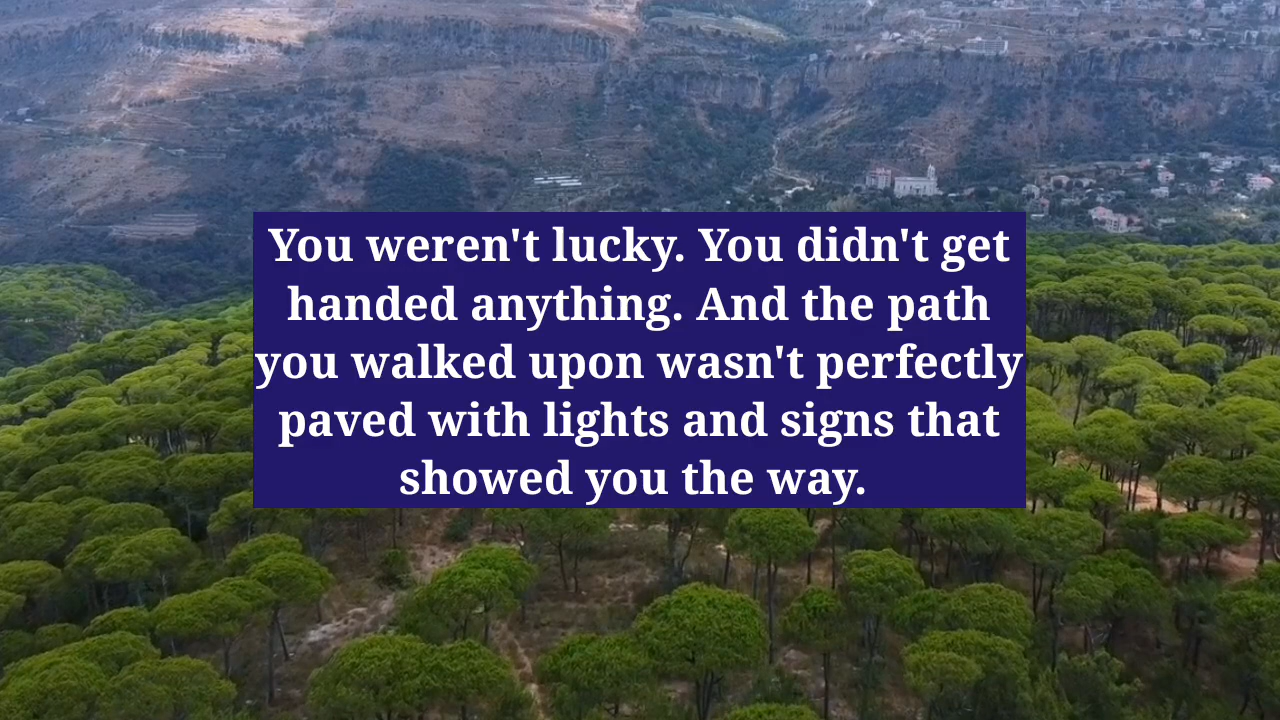 You weren't lucky. You didn't get
handed anything. And the path
you walked upon wasn't perfectly
paved with lights and signs that
showed you the way.